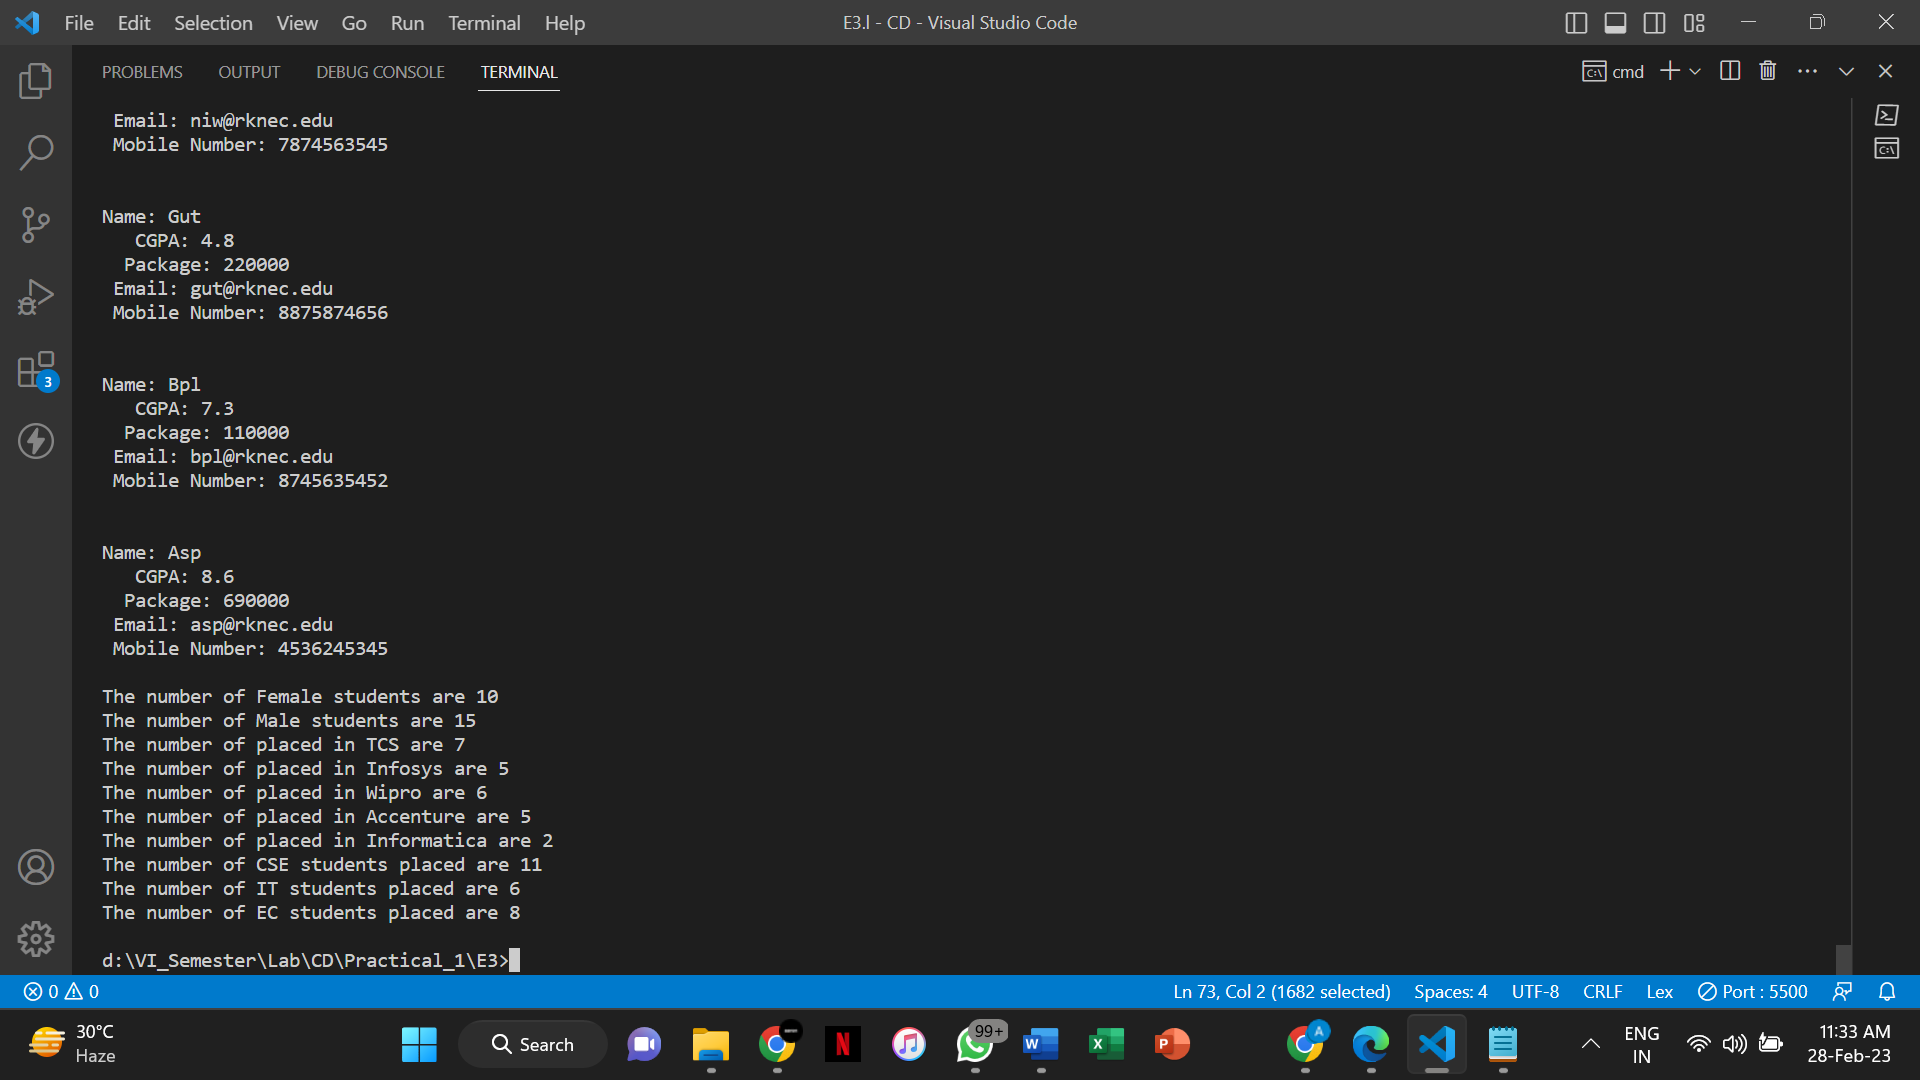 File Edit Selection View Go Run Terminal Help
E3.l - CD - Visual Studio Code
PROBLEMS OUTPUT DEBUG CONSOLE TERMINAL
cmd
Email: niw@rknec.edu
Mobile Number: 7874563545
Name: Gut
CGPA: 4.8
Package: 220000
Email: gut@rknec.edu
Mobile Number: 8875874656
Name: Bpl
CGPA: 7.3
Package: 110000
Email: bpl@rknec.edu
Mobile Number: 8745635452
Name: Asp
CGPA: 8.6
Package: 690000
Email: asp@rknec.edu
Mobile Number: 4536245345
The number of Female students are 10
The number of Male students are 15
The number of placed in TCS are 7
The number of placed in Infosys are 5
The number of placed in Wipro are 6
The number of placed in Accenture are 5
The number of placed in Informatica are 2
The number of CSE students placed are 11
The number of IT students placed are 6
The number of EC students placed are 8
d:\VI_Semester\Lab\CD\Practical_1\E3>
3
0 0
Ln 73, Col 2 (1682 selected) Spaces: 4 UTF-8 CRLF Lex Port : 5500
30°C
Haze
Search
99+
ENG
IN
11:33 AM
28-Feb-23